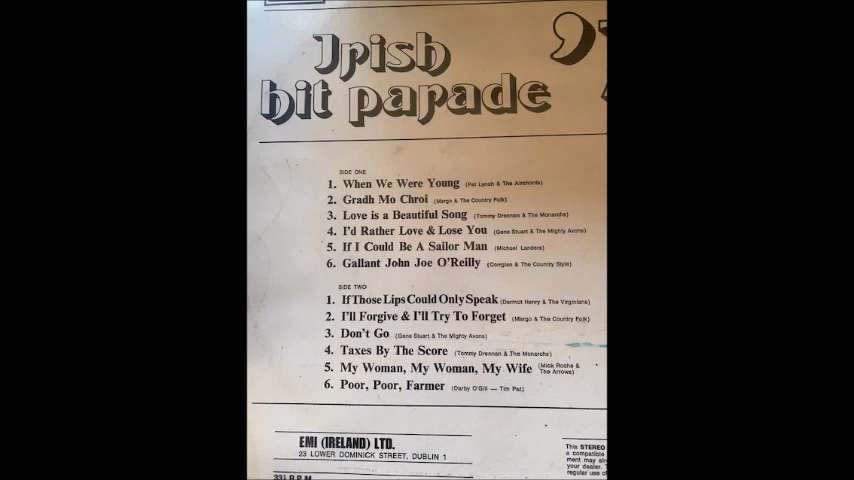 Irish
hit parade
SIDE ONE
1. When We Were Young (Pat Lynch & The Airchords)
2. Gradh Mo Chroi (Margo & The Country Folk)
3. Love is a Beautiful Song (Tommy Drennan & The Monarchs)
4. I'd Rather Love & Lose You (Gene Stuart & The Mighty Avons)
5. If I Could Be A Sailor Man (Michael Landers)
6. Gallant John Joe O'Reilly ( & The Country Style)
SIDE TWO
1. If Those Lips Could Only Speak (Dermot Henry & The Virginians)
2. I'll Forgive & I'll Try To Forget (Margo & The Country Folk)
3. Don't Go (Gene Stuart & The Mighty Avons)
4. Taxes By The Score (Tommy Drennan & The Monarchs)
5. My Woman, My Woman, My Wife (Mick Roche &
The Arrows)
6. Poor, Poor, Farmer (Darby O'Gill — Tim Pat)
EMI (IRELAND) LTD.
23 LOWER DOMINICK STREET, DUBLIN 1
This STEREO
a compatible
ment may
your dealer.
regular use of
33⅓ R.P.M.